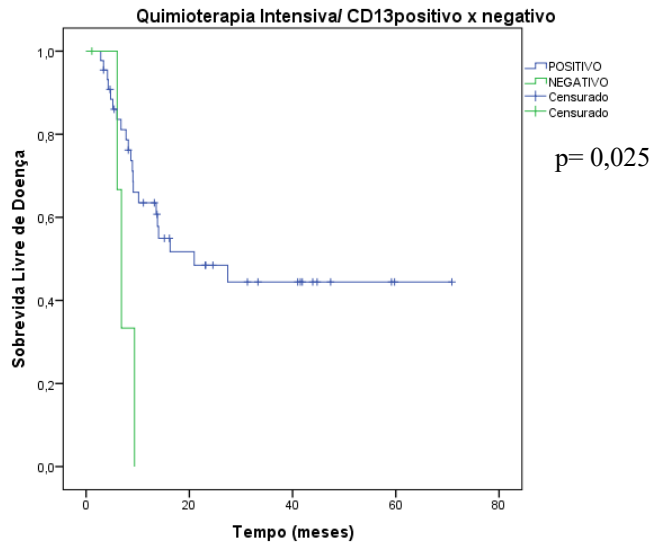 Quimioterapia Intensiva/ CD13positivo x negativo
1,0
0,8
0,6
0,4
0,2
0,0
Sobrevida Livre de Doença
0 20 40 60 80
Tempo (meses)
POSITIVO
NEGATIVO
Censurado
Censurado
p= 0,025